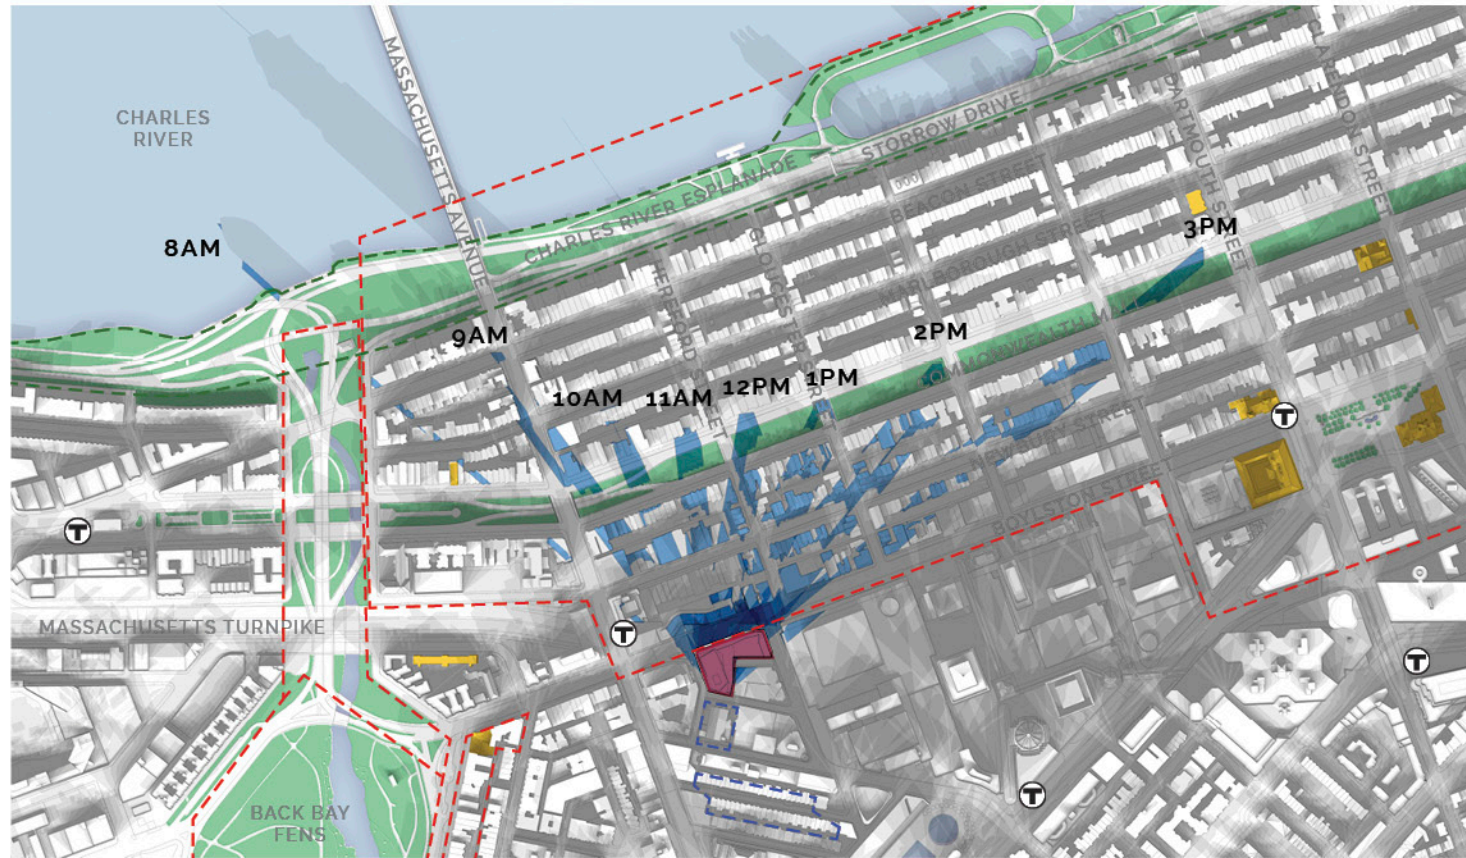 CHARLES
RIVER
MASSACHUSETTS AVENUE
STORROW DRIVE
CHARLES RIVER ESPLANADE
BEACON STREET
DARTMOUTH STREET
CLARENDON STREET
MARLBOROUGH STREET
GLOUCESTER STREET
HEREFORD STREET
8AM
9AM
10AM
11AM
12PM
1PM
2PM
3PM
NEWBURY STREET
BOYLSTON STREET
T
T
T
T
T
MASSACHUSETTS TURNPIKE
BACK BAY
FENS